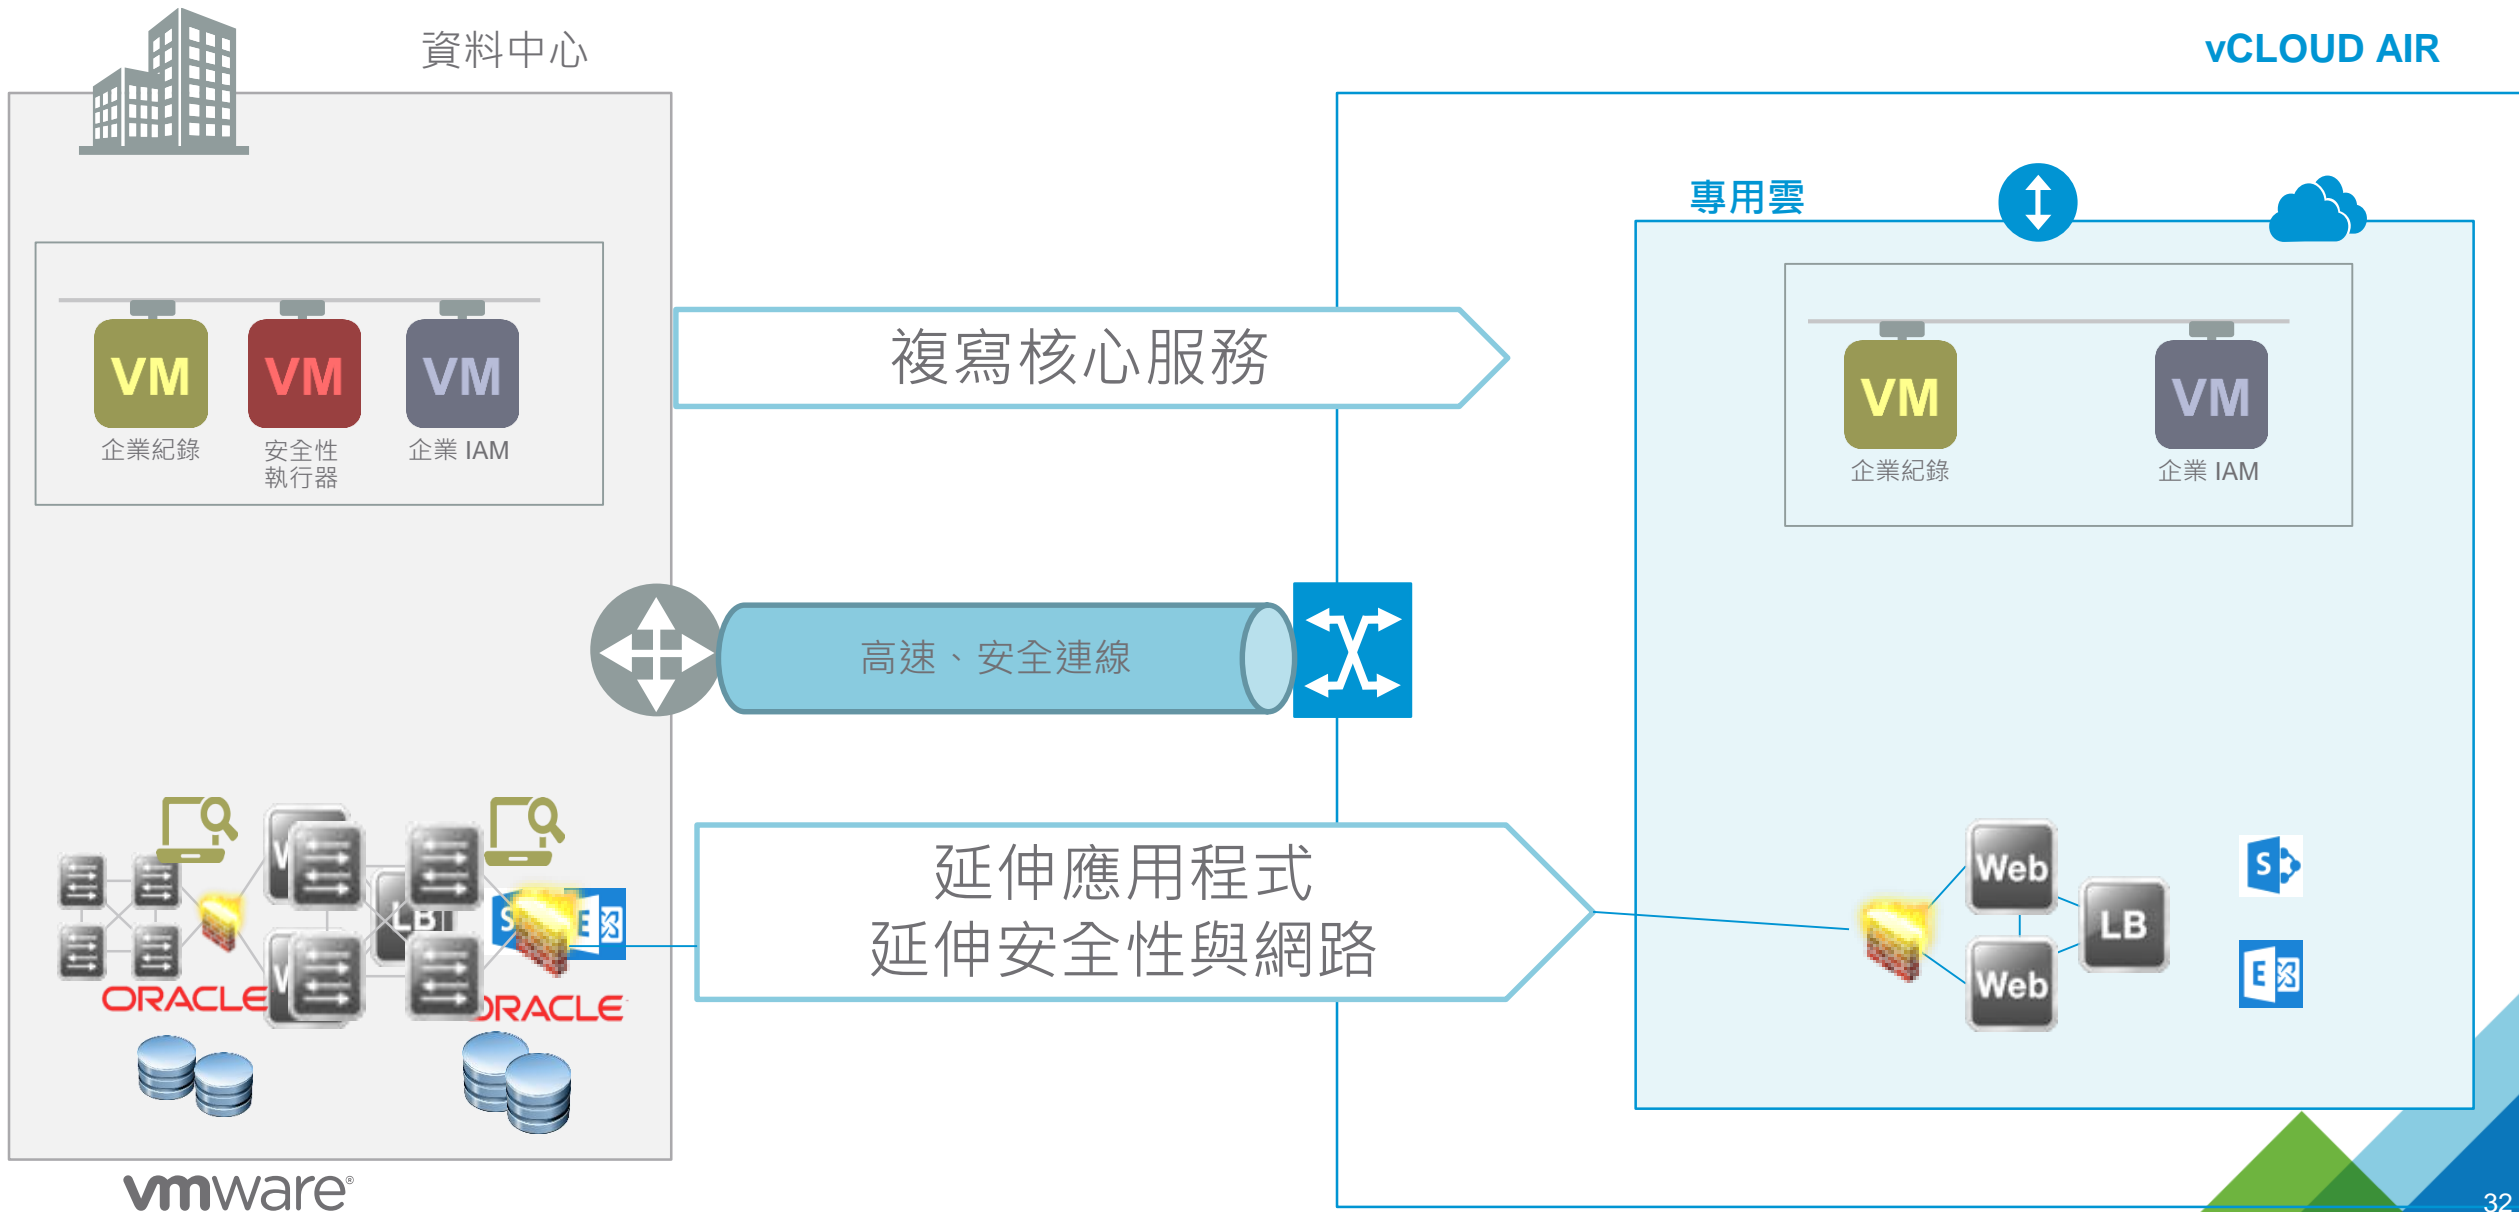 資料中心
vCLOUD AIR
專用雲
VM
VM
VM
企業紀錄
安全性
執行器
企業 IAM
複寫核心服務
VM
VM
企業紀錄
企業 IAM
高速、安全連線
延伸應用程式
延伸安全性與網路
LB
S
E
ORACLE
ORACLE
Web
Web
LB
S
E
vmware®
32